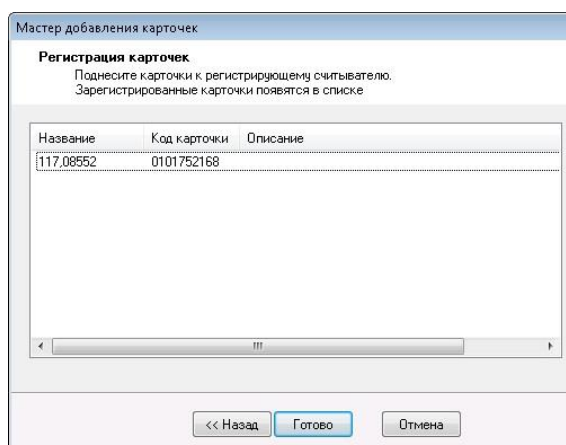 Мастер добавления карточек
Регистрация карточек
Поднесите карточки к регистрирующему считывателю.
Зарегистрированные карточки появятся в списке
Название Код карточки Описание
117,08552 0101752168
<< Назад Готово Отмена